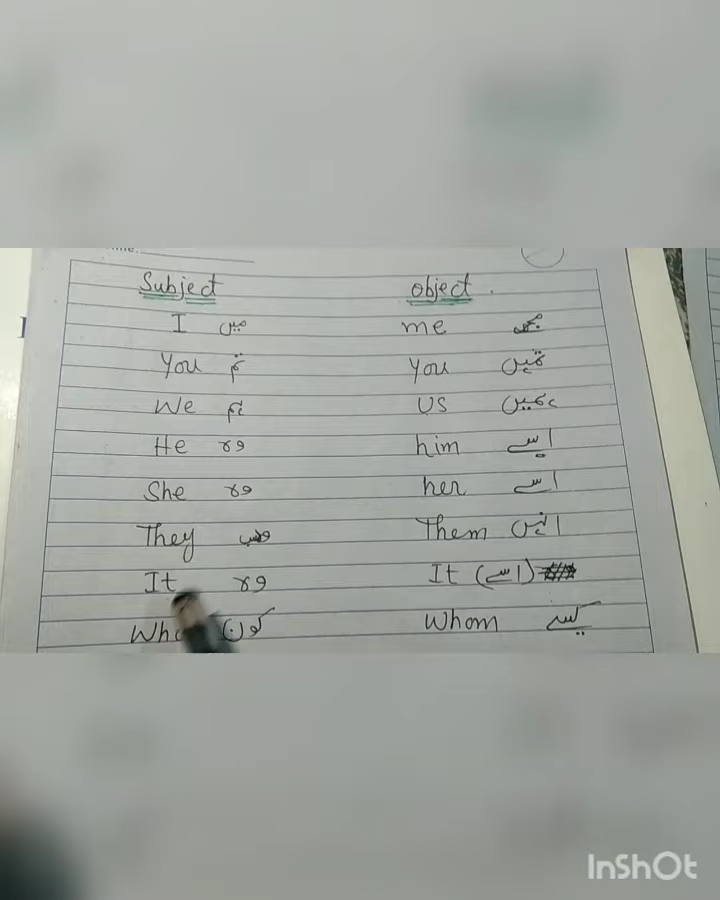 Subject object.
I میں me مجھے
You تم You تمہیں
We ہم us ہمیں
He وہ him اسے
She وہ her اسے
They وہ سب Them انہیں
It وہ It (اسے)
کون Whom کسے
InShOt